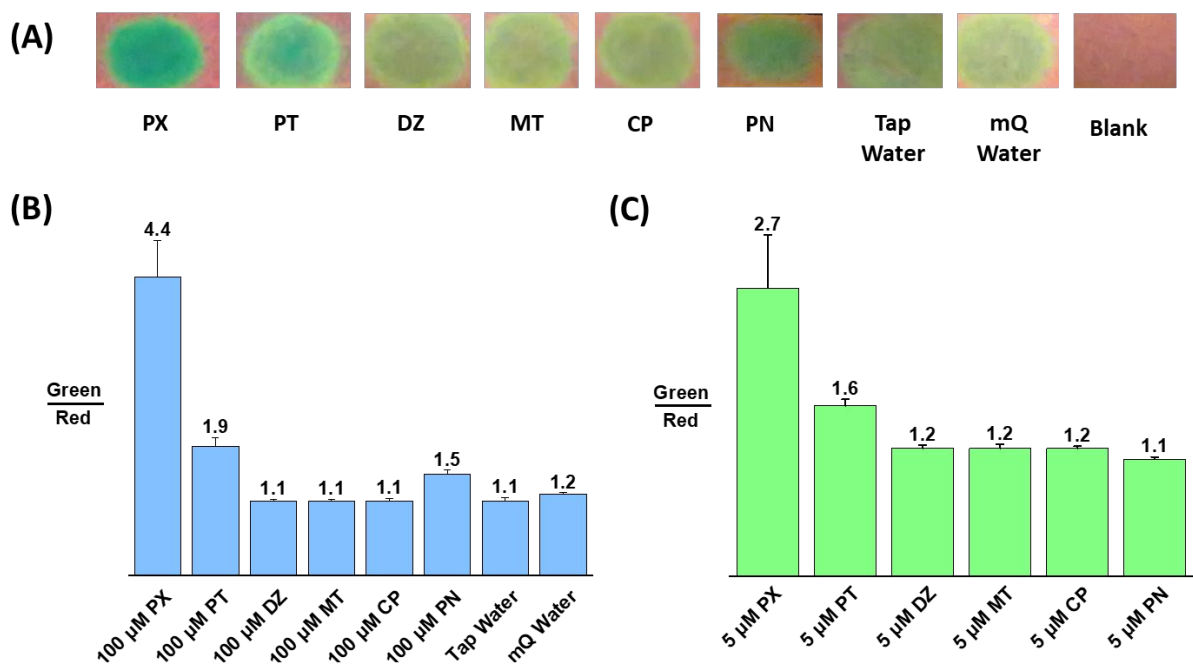 (A)
PX PT DZ MT CP PN Tap Water mQ Water Blank
(B)
4.4
1.9
1.1
1.1
1.1
1.5
1.1
1.2
Green
Red
100 µM PX
100 µM PT
100 µM DZ
100 µM MT
100 µM CP
100 µM PN
Tap Water
mQ Water
(C)
2.7
1.6
1.2
1.2
1.2
1.1
Green
Red
5 µM PX
5 µM PT
5 µM DZ
5 µM MT
5 µM CP
5 µM PN